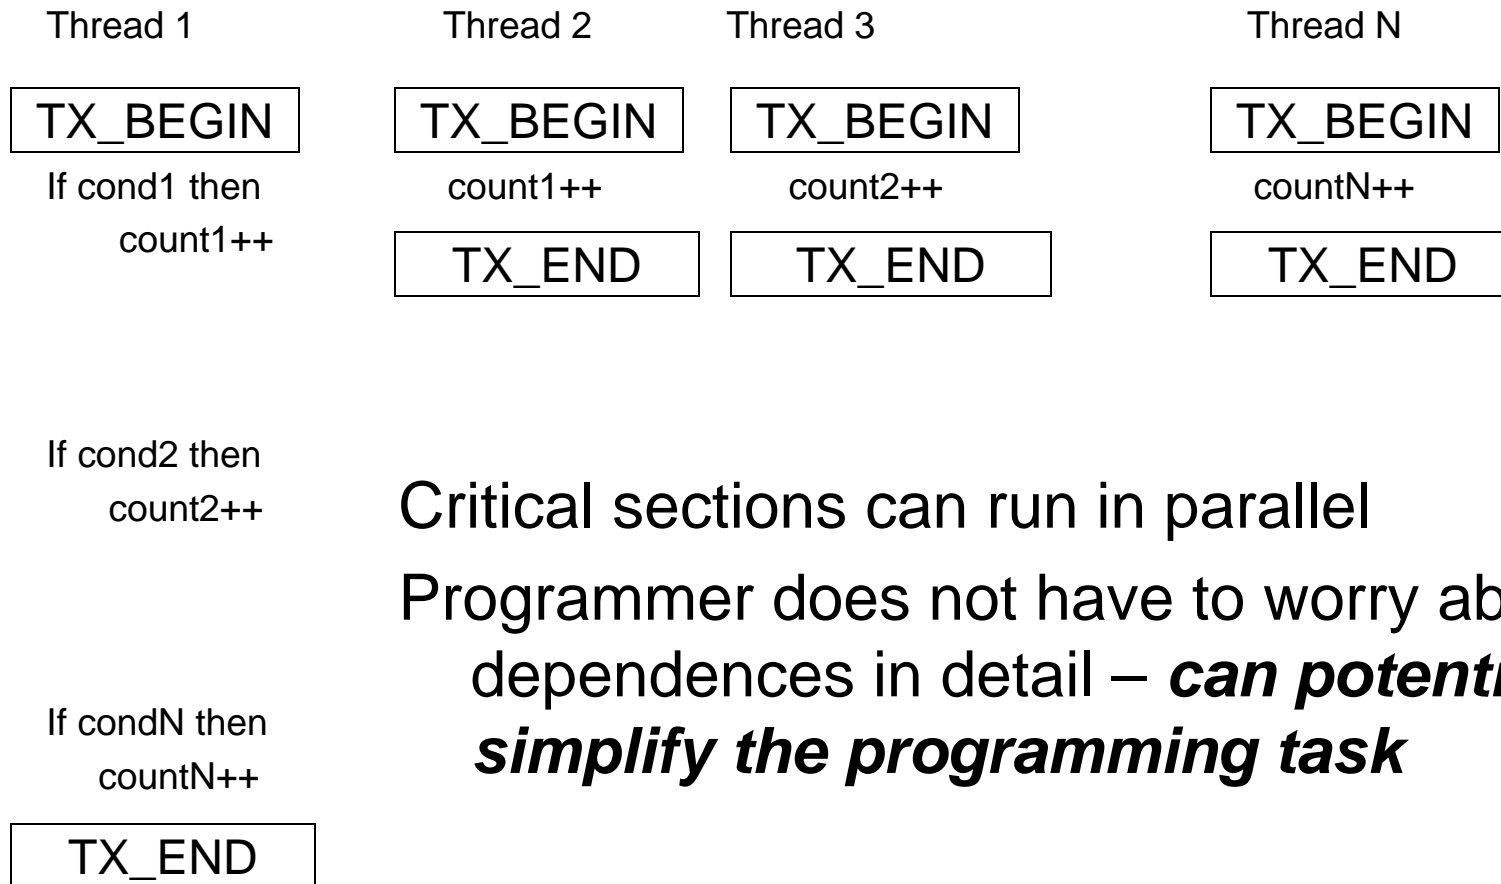 Thread 1 Thread 2 Thread 3 Thread N
TX_BEGIN TX_BEGIN TX_BEGIN TX_BEGIN
If cond1 then count1++ count2++ countN++
count1++
TX_END TX_END TX_END
If cond2 then
count2++
Critical sections can run in parallel
Programmer does not have to worry ab
dependences in detail – can potenti
simplify the programming task
If condN then
countN++
TX_END